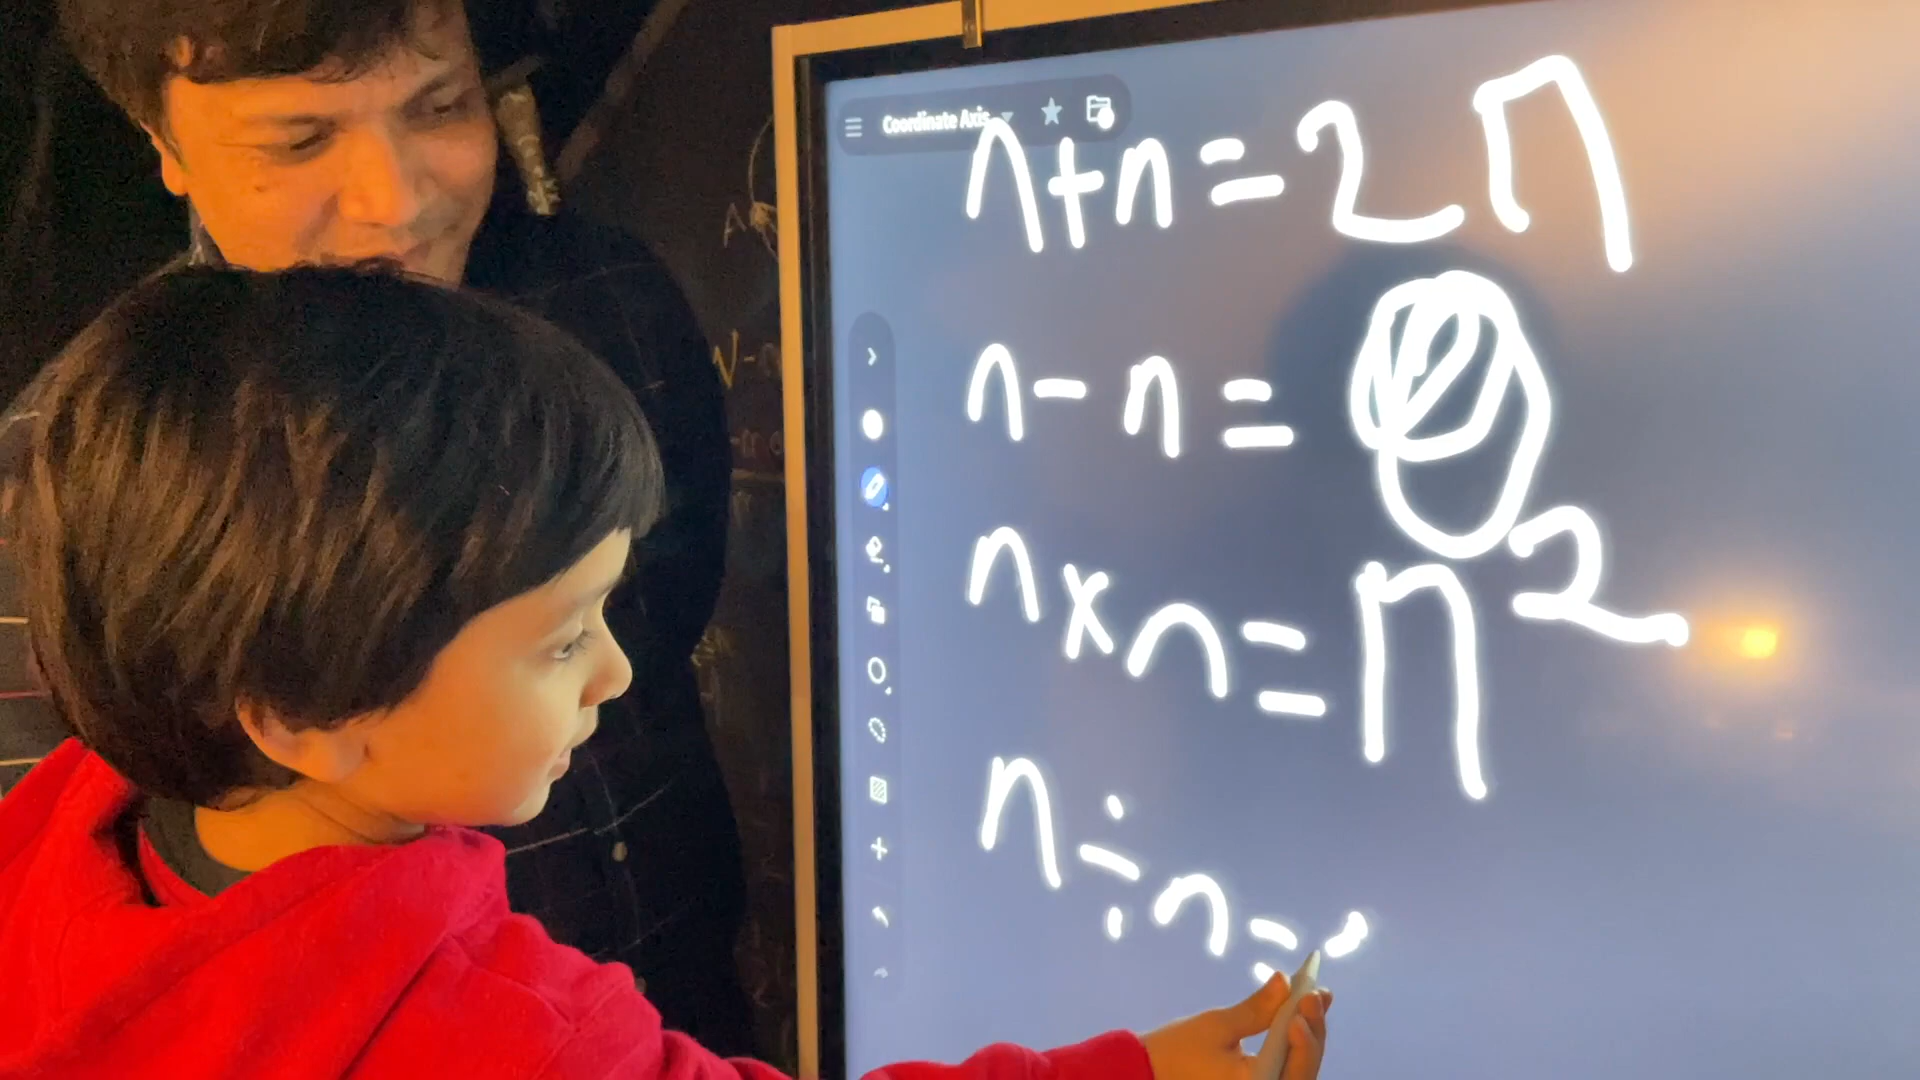 Coordinate Axis
n+n=2n
n-n=0
n×n=n²
n÷n=